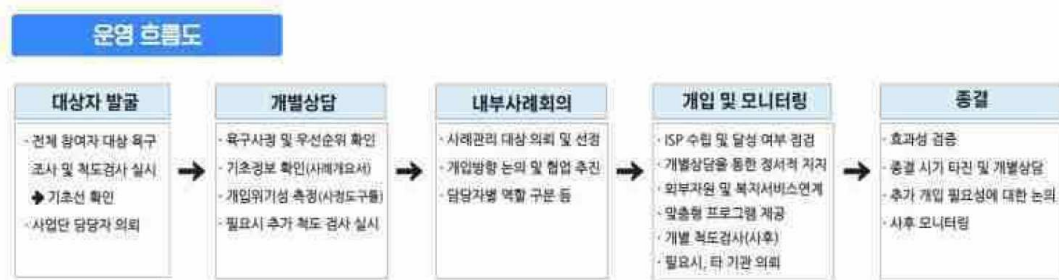 운영 흐름도
대상자 발굴
· 전체 참여자 대상 욕구
조사 및 척도검사 실시
→ 기초선 확인
· 사업단 담당자 의뢰
개별상담
· 욕구사정 및 우선순위 확인
· 기초정보 확인(사례개요서)
· 개입위기성 측정(사정도구틀)
· 필요시 추가 척도 검사 실시
내부사례회의
· 사례관리 대상 의뢰 및 선정
· 개입방향 논의 및 협업 추진
· 담당자별 역할 구분 등
개입 및 모니터링
· ISP 수립 및 달성 여부 점검
· 개별상담을 통한 정서적 지지
· 외부자원 및 복지서비스연계
· 맞춤형 프로그램 제공
· 개별 척도검사(사후)
· 필요시, 타 기관 의뢰
종결
· 효과성 검증
· 종결 시기 타진 및 개별상담
· 추가 개입 필요성에 대한 논의
· 사후 모니터링